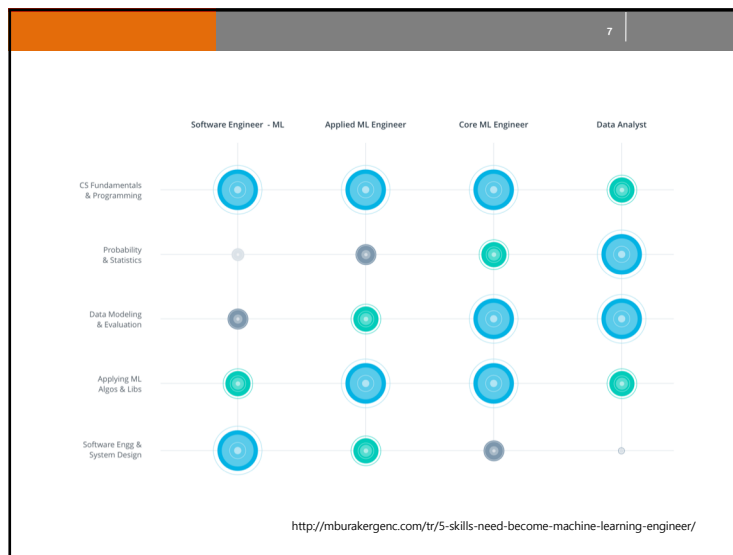 7
Software Engineer - ML
Applied ML Engineer
Core ML Engineer
Data Analyst
CS Fundamentals
& Programming
Probability
& Statistics
Data Modeling
& Evaluation
Applying ML
Algos & Libs
Software Engg &
System Design
http://mburakergenc.com/tr/5-skills-need-become-machine-learning-engineer/